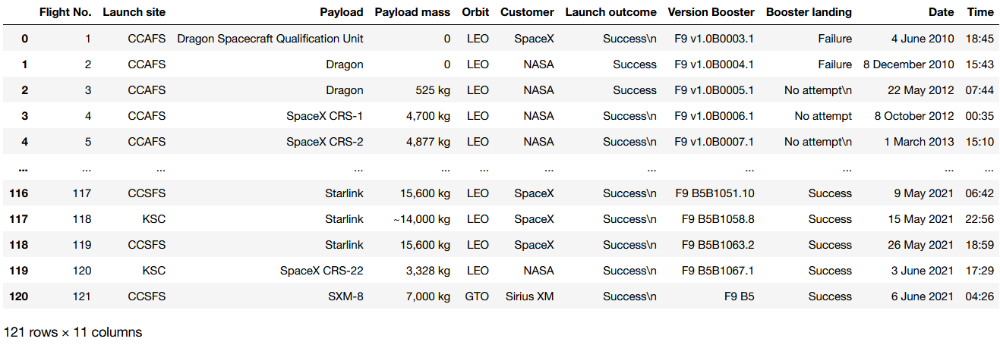 Flight No. Launch site Payload Payload mass Orbit Customer Launch outcome Version Booster Booster landing Date Time
0 1 CCAFS Dragon Spacecraft Qualification Unit 0 LEO SpaceX Success\n F9 v1.0B0003.1 Failure 4 June 2010 18:45
1 2 CCAFS Dragon 0 LEO NASA Success F9 v1.0B0004.1 Failure 8 December 2010 15:43
2 3 CCAFS Dragon 525 kg LEO NASA Success F9 v1.0B0005.1 No attempt\n 22 May 2012 07:44
3 4 CCAFS SpaceX CRS-1 4,700 kg LEO NASA Success\n F9 v1.0B0006.1 No attempt 8 October 2012 00:35
4 5 CCAFS SpaceX CRS-2 4,877 kg LEO NASA Success\n F9 v1.0B0007.1 No attempt\n 1 March 2013 15:10
... ... ... ... ... ... ... ... ... ... ... ...
116 117 CCSFS Starlink 15,600 kg LEO SpaceX Success\n F9 B5B1051.10 Success 9 May 2021 06:42
117 118 KSC Starlink ~14,000 kg LEO SpaceX Success\n F9 B5B1058.8 Success 15 May 2021 22:56
118 119 CCSFS Starlink 15,600 kg LEO SpaceX Success\n F9 B5B1063.2 Success 26 May 2021 18:59
119 120 KSC SpaceX CRS-22 3,328 kg LEO NASA Success\n F9 B5B1067.1 Success 3 June 2021 17:29
120 121 CCSFS SXM-8 7,000 kg GTO Sirius XM Success\n F9 B5 Success 6 June 2021 04:26
121 rows × 11 columns